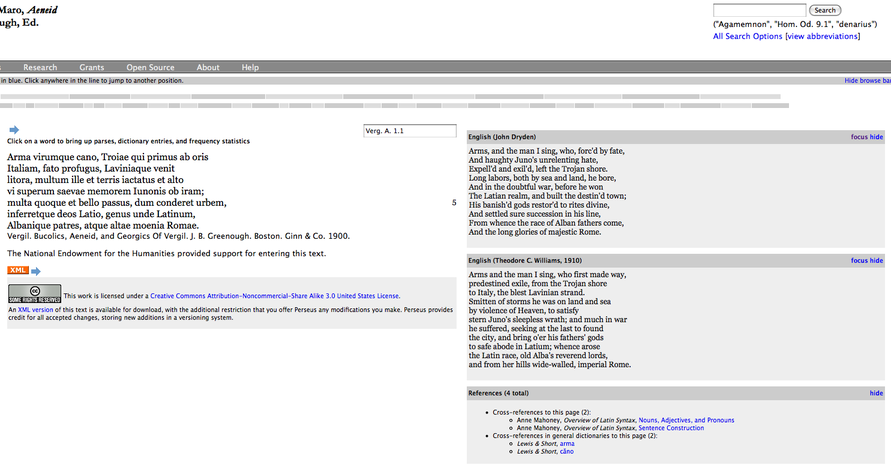 Maro, Aeneid
ugh, Ed.
Search
("Agamemnon", "Hom. Od. 9.1", "denarius")
All Search Options [view abbreviations]
s Research Grants Open Source About Help
in blue. Click anywhere in the line to jump to another position.
Hide browse bar
Verg. A. 1.1
Click on a word to bring up parses, dictionary entries, and frequency statistics
Arma virumque cano, Troiae qui primus ab oris
Italiam, fato profugus, Laviniaque venit
litora, multum ille et terris iactatus et alto
vi superum saevae memorem Iunonis ob iram;
multa quoque et bello passus, dum conderet urbem, 5
inferretque deos Latio, genus unde Latinum,
Albanique patres, atque altae moenia Romae.
Vergil. Bucolics, Aeneid, and Georgics Of Vergil. J. B. Greenough. Boston. Ginn & Co. 1900.
The National Endowment for the Humanities provided support for entering this text.
XML
cc
SOME RIGHTS RESERVED
This work is licensed under a Creative Commons Attribution-Noncommercial-Share Alike 3.0 United States License.
An XML version of this text is available for download, with the additional restriction that you offer Perseus any modifications you make. Perseus provides
credit for all accepted changes, storing new additions in a versioning system.
English (John Dryden) focus hide
Arms, and the man I sing, who, forc'd by fate,
And haughty Juno's unrelenting hate,
Expell'd and exil'd, left the Trojan shore.
Long labors, both by sea and land, he bore,
And in the doubtful war, before he won
The Latian realm, and built the destin'd town;
His banish'd gods restor'd to rites divine,
And settled sure succession in his line,
From whence the race of Alban fathers come,
And the long glories of majestic Rome.
English (Theodore C. Williams, 1910) focus hide
Arms and the man I sing, who first made way,
predestined exile, from the Trojan shore
to Italy, the blest Lavinian strand.
Smitten of storms he was on land and sea
by violence of Heaven, to satisfy
stern Juno's sleepless wrath; and much in war
he suffered, seeking at the last to found
the city, and bring o'er his fathers' gods
to safe abode in Latium; whence arose
the Latin race, old Alba's reverend lords,
and from her hills wide-walled, imperial Rome.
References (4 total) hide
Cross-references to this page (2):
Anne Mahoney, Overview of Latin Syntax, Nouns, Adjectives, and Pronouns
Anne Mahoney, Overview of Latin Syntax, Sentence Construction
Cross-references in general dictionaries to this page (2):
Lewis & Short, arma
Lewis & Short, căno